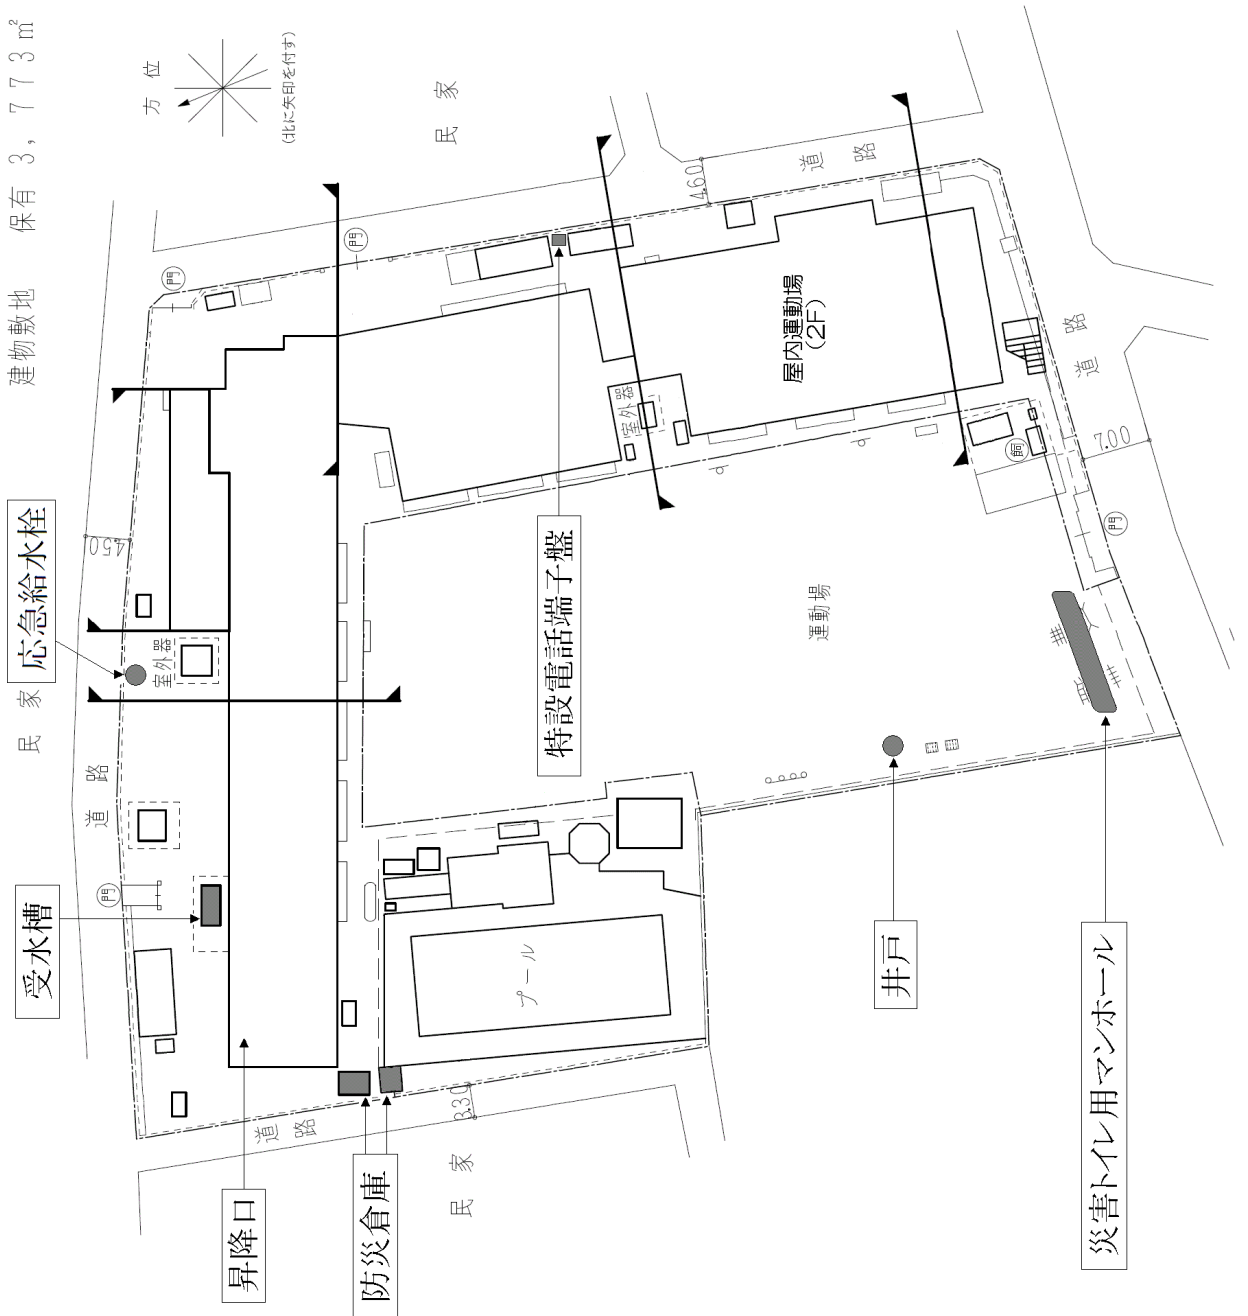 建物敷地 保有 3,773㎡
方位
(北に矢印を付す)
民家
門
門
道路
4.60
応急給水栓
民家
4.50
室外器
室外器
屋内運動場
(2F)
道路
7.00
飼
門
特設電話端子盤
運動場
道路
門
受水槽
プール
井戸
災害トイレ用マンホール
道路
3.30
民家
昇降口
防災倉庫